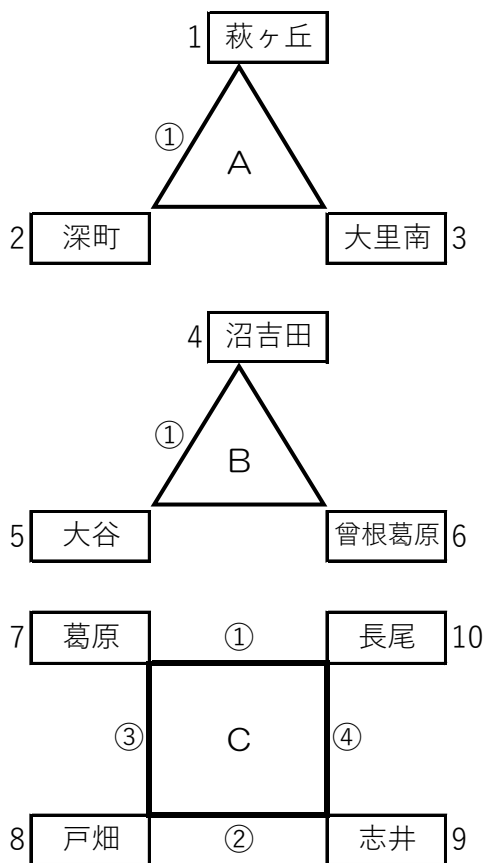 1 萩ヶ丘
①
A
2 深町 大里南 3
4 沼吉田
①
B
5 大谷 曾根葛原 6
7 葛原 ① 長尾 10
③ C ④
8 戸畑 ② 志井 9